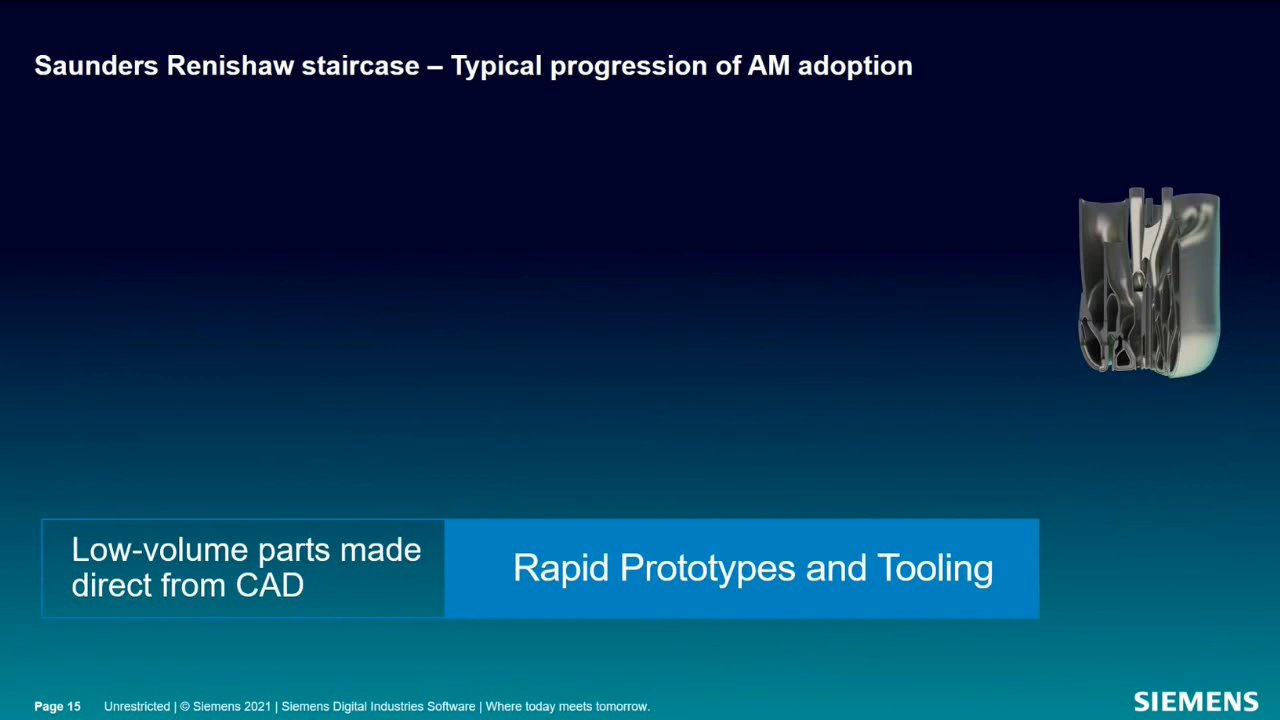 Saunders Renishaw staircase – Typical progression of AM adoption
Low-volume parts made
direct from CAD
Rapid Prototypes and Tooling
Page 15 Unrestricted | © Siemens 2021 | Siemens Digital Industries Software | Where today meets tomorrow.
SIEMENS